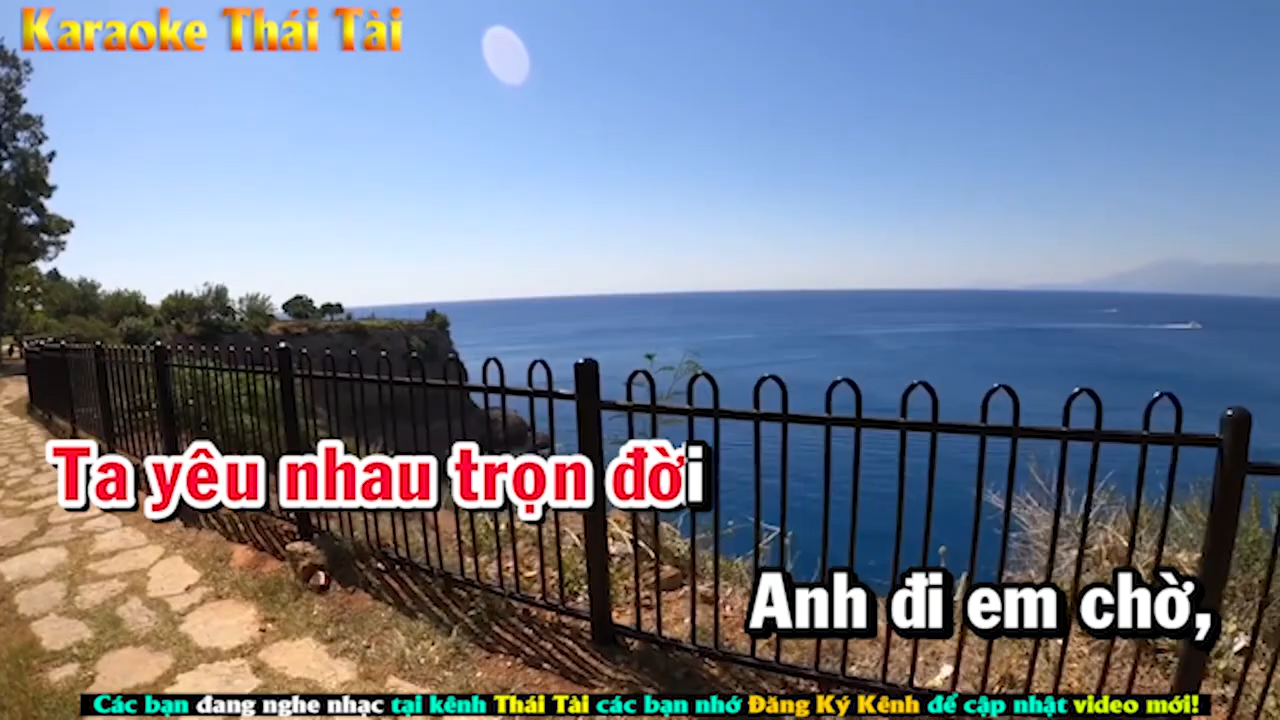 Karaoke Thái Tài
Ta yêu nhau trọn đời
Anh đi em chờ,
Các bạn đang nghe nhạc tại kênh Thái Tài các bạn nhớ Đăng Ký Kênh để cập nhật video mới!